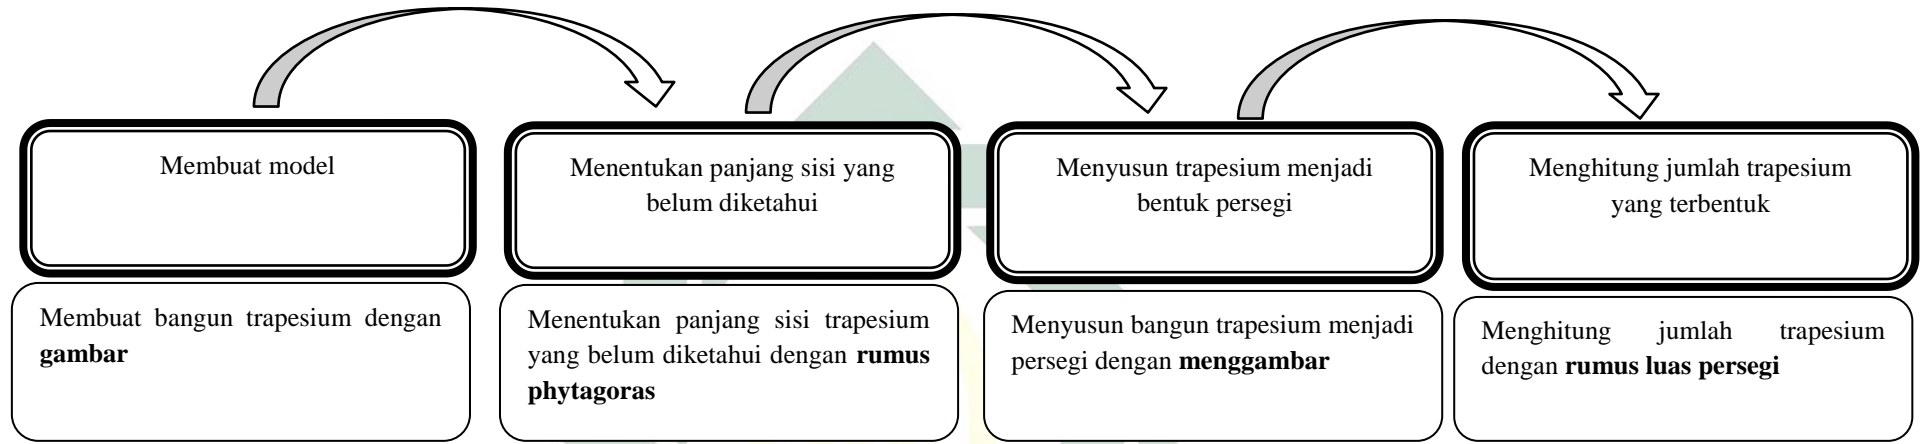 Membuat model
Menentukan panjang sisi yang
belum diketahui
Menyusun trapesium menjadi
bentuk persegi
Menghitung jumlah trapesium
yang terbentuk
Membuat bangun trapesium dengan
gambar
Menentukan panjang sisi trapesium
yang belum diketahui dengan rumus
phytagoras
Menyusun bangun trapesium menjadi
persegi dengan menggambar
Menghitung jumlah trapesium
dengan rumus luas persegi